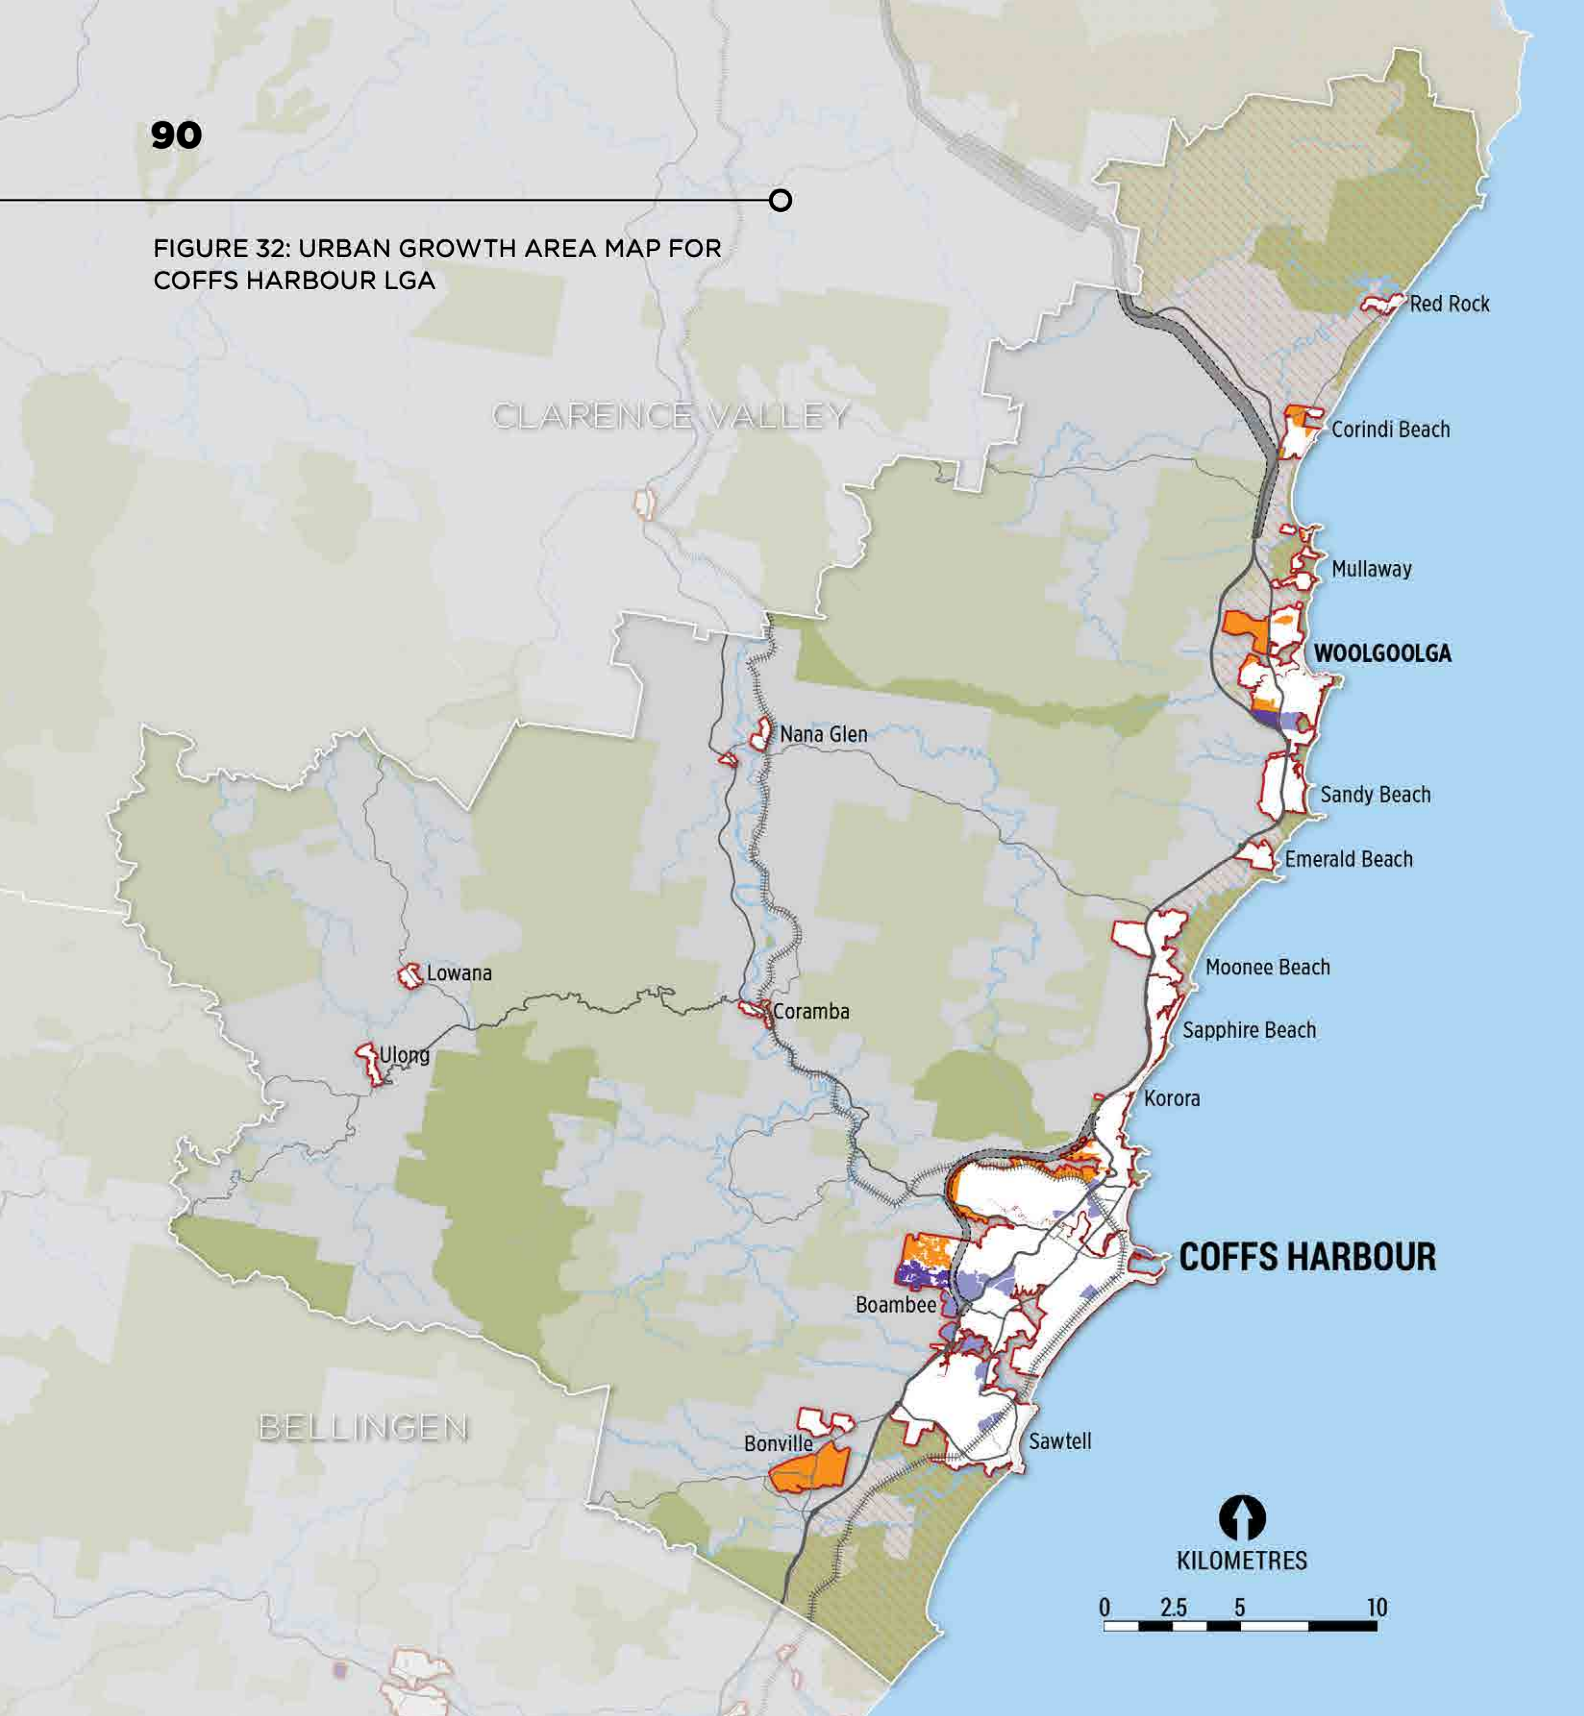 90
FIGURE 32: URBAN GROWTH AREA MAP FOR
COFFS HARBOUR LGA
Red Rock
CLARENCE VALLEY
Corindi Beach
Mullaway
WOOLGOOLGA
Nana Glen
Sandy Beach
Emerald Beach
Lowana
Moonee Beach
Coramba
Sapphire Beach
Ulong
Korora
COFFS HARBOUR
Boambee
BELLINGEN
Bonville
Sawtell
KILOMETRES
0 2.5 5 10